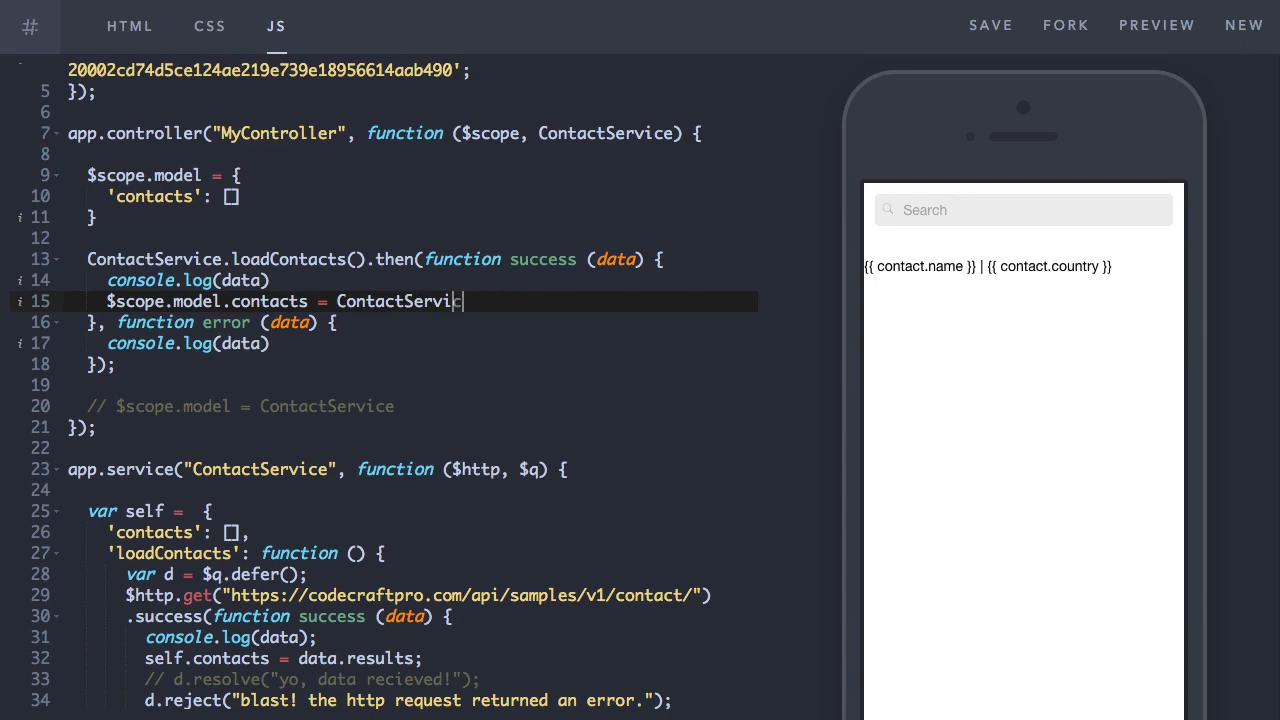 # HTML CSS JS SAVE FORK PREVIEW NEW
20002cd74d5ce124ae219e739e18956614aab490';
5 });
6
7 app.controller("MyController", function ($scope, ContactService) {
8
9 $scope.model = {
10 'contacts': []
i 11 }
12
13 ContactService.loadContacts().then(function success (data) {
i 14 console.log(data)
i 15 $scope.model.contacts = ContactServic
16 }, function error (data) {
i 17 console.log(data)
18 });
19
20 // $scope.model = ContactService
21 });
22
23 app.service("ContactService", function ($http, $q) {
24
25 var self =  {
26 'contacts': [],
27 'loadContacts': function () {
28 var d = $q.defer();
29 $http.get("https://codecraftpro.com/api/samples/v1/contact/")
30 .success(function success (data) {
31 console.log(data);
32 self.contacts = data.results;
33 // d.resolve("yo, data recieved!");
34 d.reject("blast! the http request returned an error.");
Search
{{ contact.name }} | {{ contact.country }}